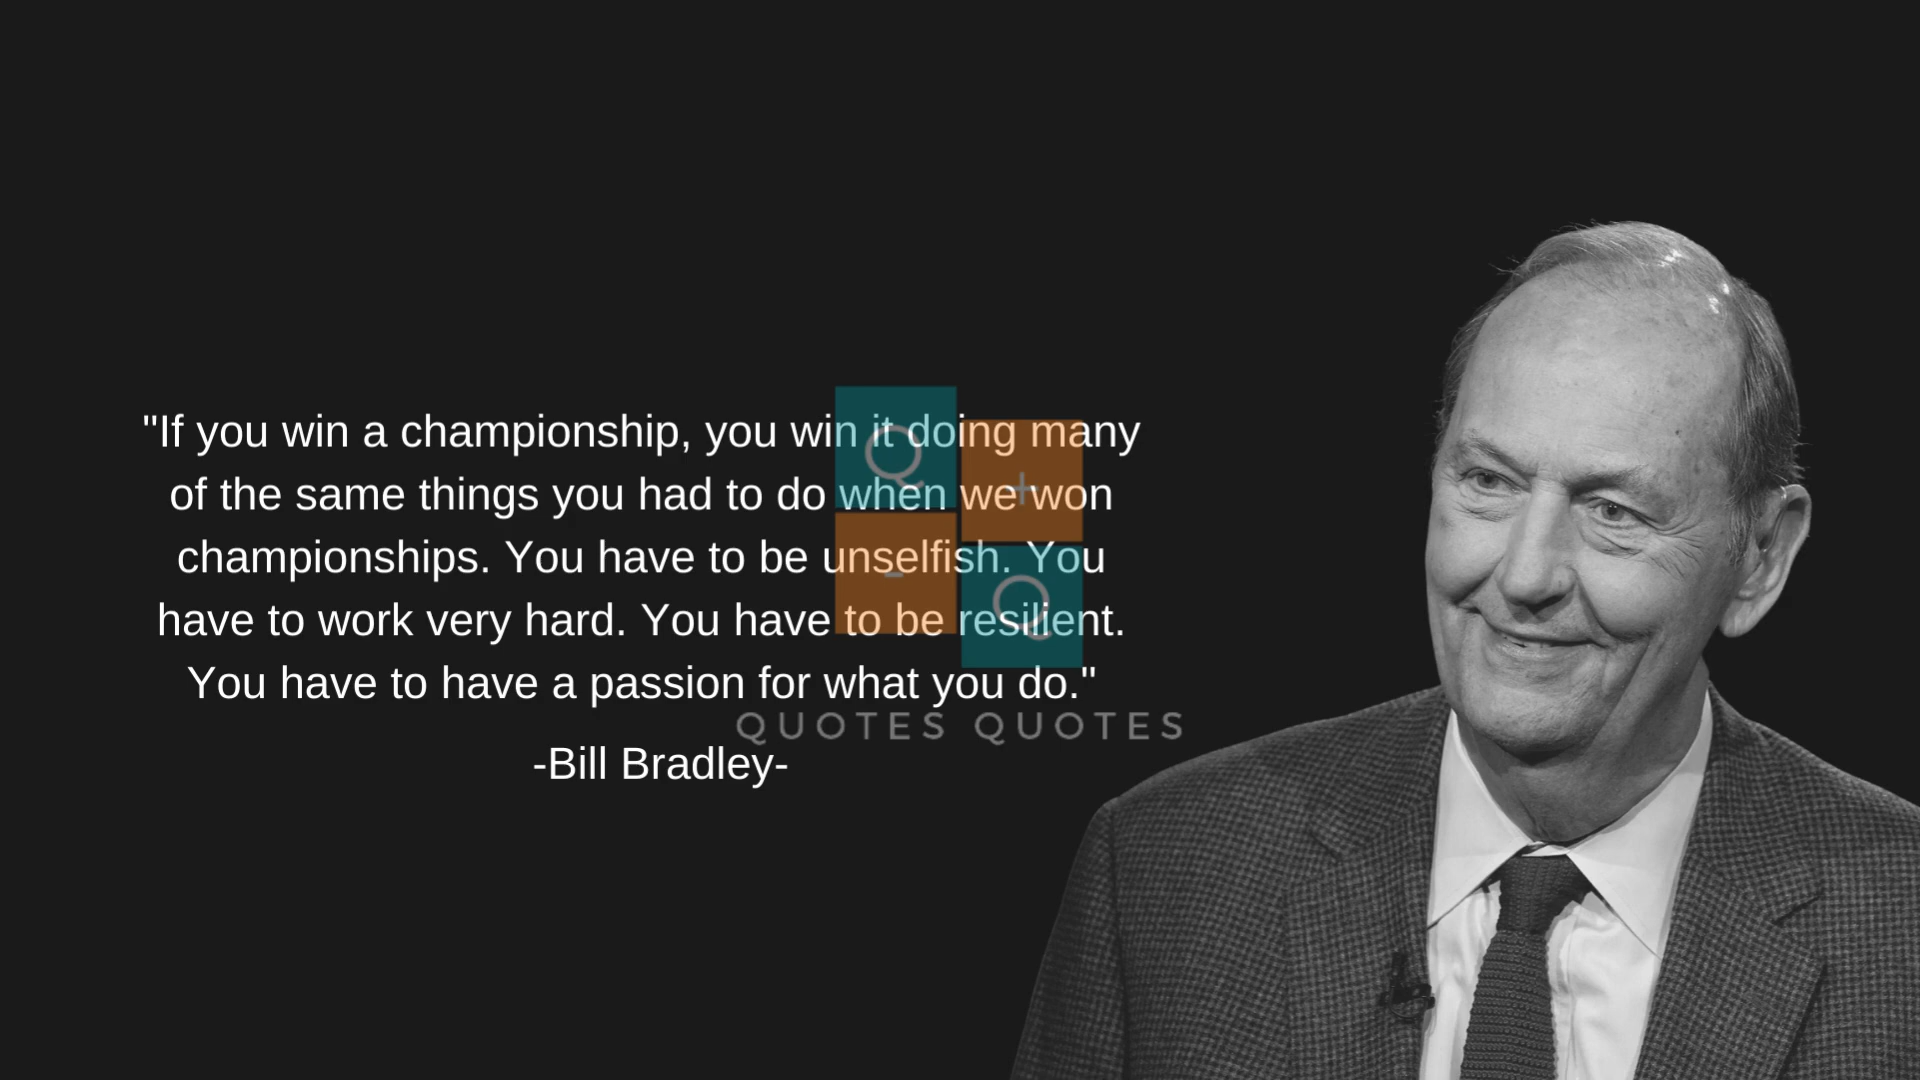 "If you win a championship, you win it doing many
of the same things you had to do when we won
championships. You have to be unselfish. You
have to work very hard. You have to be resilient.
You have to have a passion for what you do."
-Bill Bradley-
Q
+
-
Q
QUOTES QUOTES